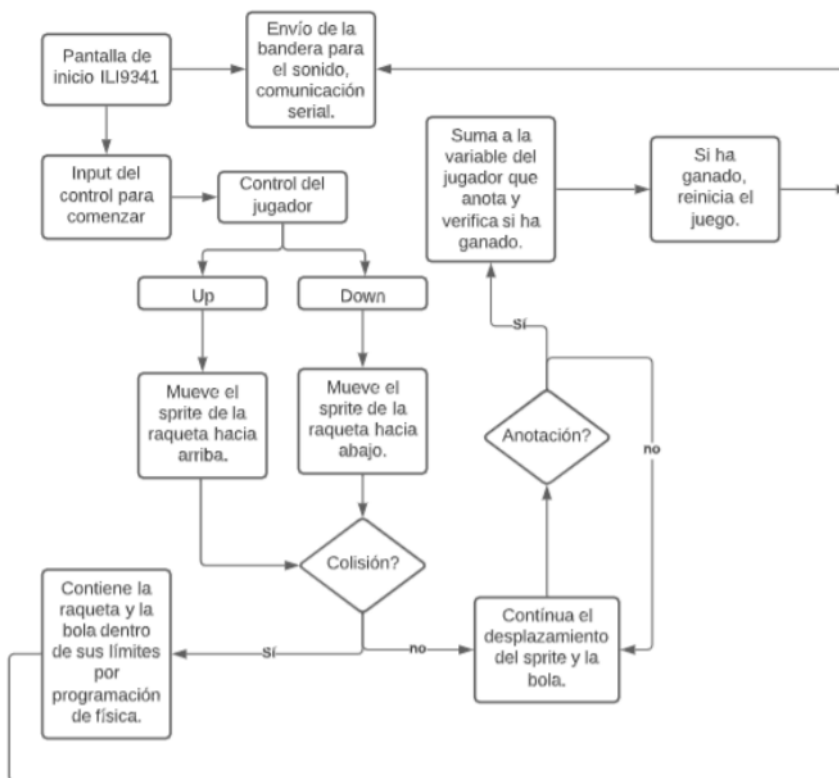 Pantalla de
inicio ILI9341
Envío de la
bandera para
el sonido,
comunicación
serial.
Input del
control para
comenzar
Control del
jugador
Suma a la
variable del
jugador que
anota y
verifica si ha
ganado.
Si ha
ganado,
reinicia el
juego.
Up
Down
Sí
Mueve el
sprite de la
raqueta hacia
arriba.
Mueve el
sprite de la
raqueta hacia
abajo.
Anotación?
no
Colisión?
Contiene la
raqueta y la
bola dentro
de sus límites
por
programación
de física.
Sí
no
Contínua el
desplazamiento
del sprite y la
bola.